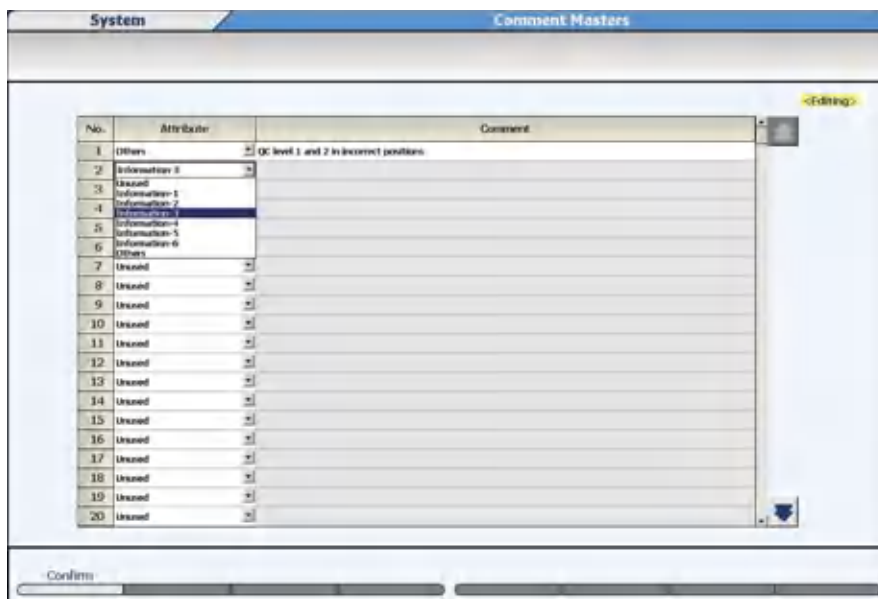 System
Comment Masters
<Editing>
No. Attribute Comment
1 Others QC level 1 and 2 in incorrect positions
2 Information-3
3 Unused
Information-1
Information-2
4 Information-3
5 Information-4
Information-5
6 Information-6
Others
7 Unused
8 Unused
9 Unused
10 Unused
11 Unused
12 Unused
13 Unused
14 Unused
15 Unused
16 Unused
17 Unused
18 Unused
19 Unused
20 Unused
Confirm